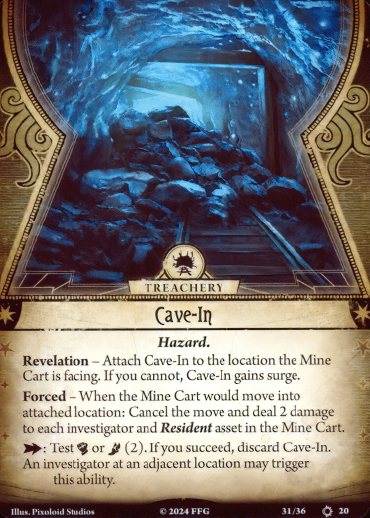 TREACHERY
Cave-In
Hazard.
Revelation – Attach Cave-In to the location the Mine
Cart is facing. If you cannot, Cave-In gains surge.
Forced – When the Mine Cart would move into
attached location: Cancel the move and deal 2 damage
to each investigator and Resident asset in the Mine Cart.
: Test or (2). If you succeed, discard Cave-In.
An investigator at an adjacent location may trigger
this ability.
Illus. Pixoloid Studios © 2024 FFG 31/36 20